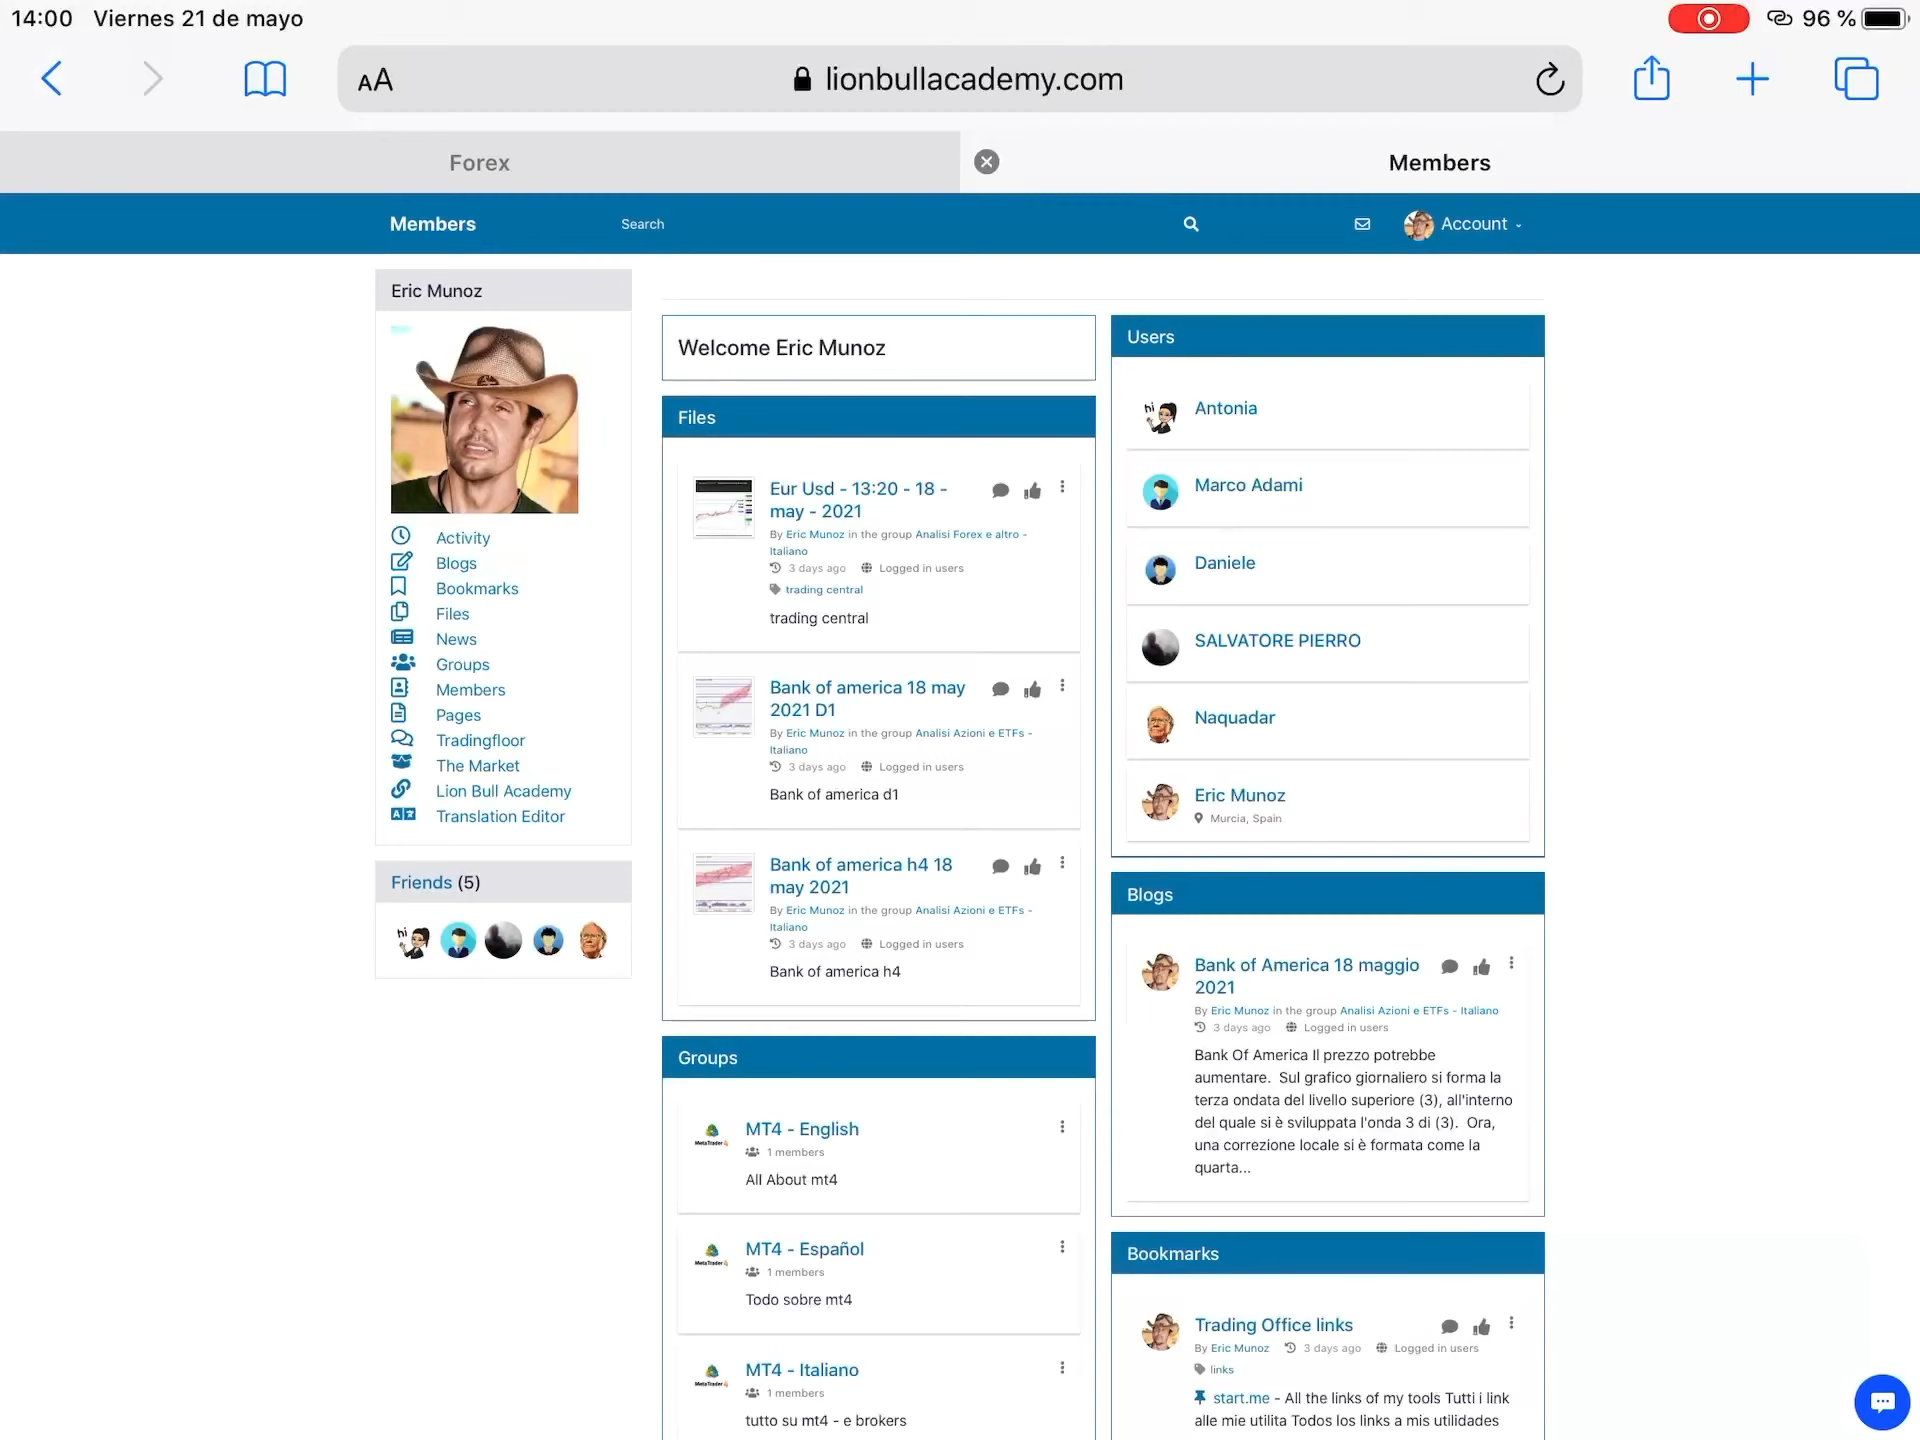 14:00 Viernes 21 de mayo
96 %
AA
lionbullacademy.com
Forex
Members
Members
Search
Account
Eric Munoz
Activity
Blogs
Bookmarks
Files
News
Groups
Members
Pages
Tradingfloor
The Market
Lion Bull Academy
Translation Editor
Friends (5)
hi
Welcome Eric Munoz
Files
Eur Usd - 13:20 - 18 -
may - 2021
By Eric Munoz in the group Analisi Forex e altro -
Italiano
3 days ago Logged in users
trading central
trading central
Bank of america 18 may
2021 D1
By Eric Munoz in the group Analisi Azioni e ETFs -
Italiano
3 days ago Logged in users
Bank of america d1
Bank of america h4 18
may 2021
By Eric Munoz in the group Analisi Azioni e ETFs -
Italiano
3 days ago Logged in users
Bank of america h4
Groups
MetaTrader 4
MT4 - English
1 members
All About mt4
MetaTrader 4
MT4 - Español
1 members
Todo sobre mt4
MetaTrader 4
MT4 - Italiano
1 members
tutto su mt4 - e brokers
Users
hi
Antonia
Marco Adami
Daniele
SALVATORE PIERRO
Naquadar
Eric Munoz
Murcia, Spain
Blogs
Bank of America 18 maggio
2021
By Eric Munoz in the group Analisi Azioni e ETFs - Italiano
3 days ago Logged in users
Bank Of America Il prezzo potrebbe
aumentare. Sul grafico giornaliero si forma la
terza ondata del livello superiore (3), all'interno
del quale si è sviluppata l'onda 3 di (3). Ora,
una correzione locale si è formata come la
quarta...
Bookmarks
Trading Office links
By Eric Munoz 3 days ago Logged in users
links
start.me - All the links of my tools Tutti i link
alle mie utilita Todos los links a mis utilidades